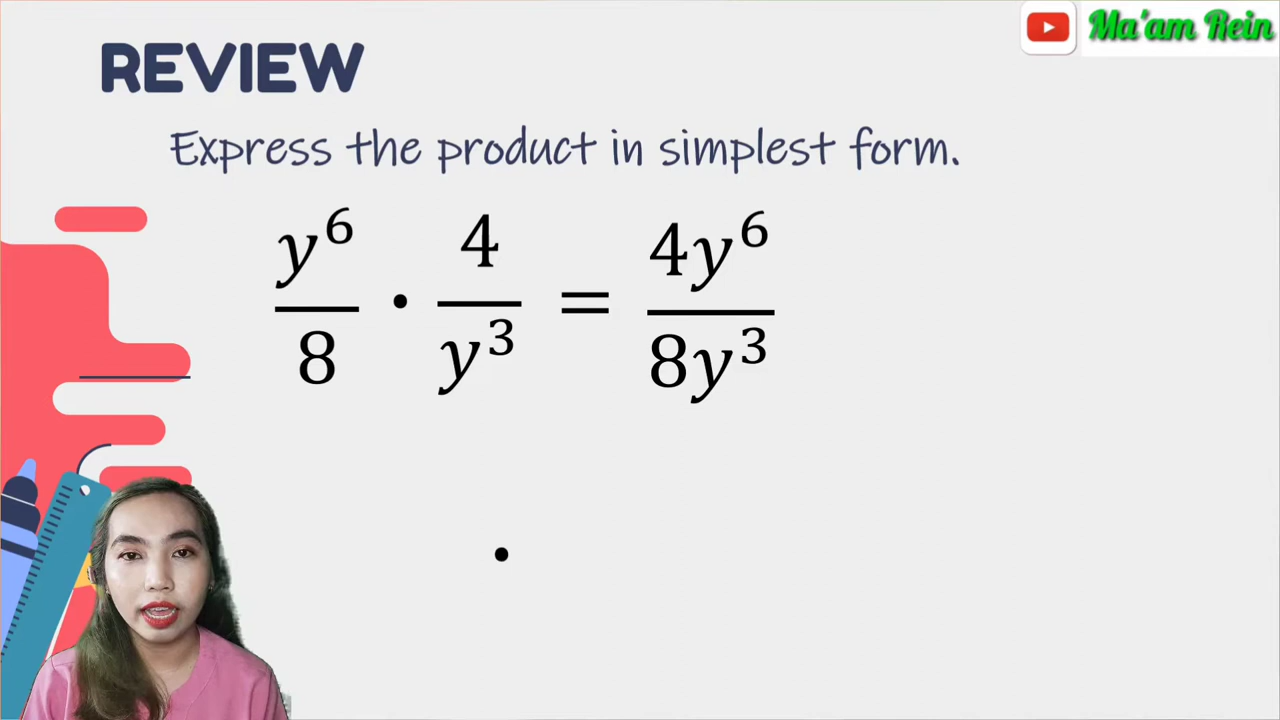 Ma'am Rein
REVIEW
Express the product in simplest form.
y⁶/8 · 4/y³ = 4y⁶/8y³
·